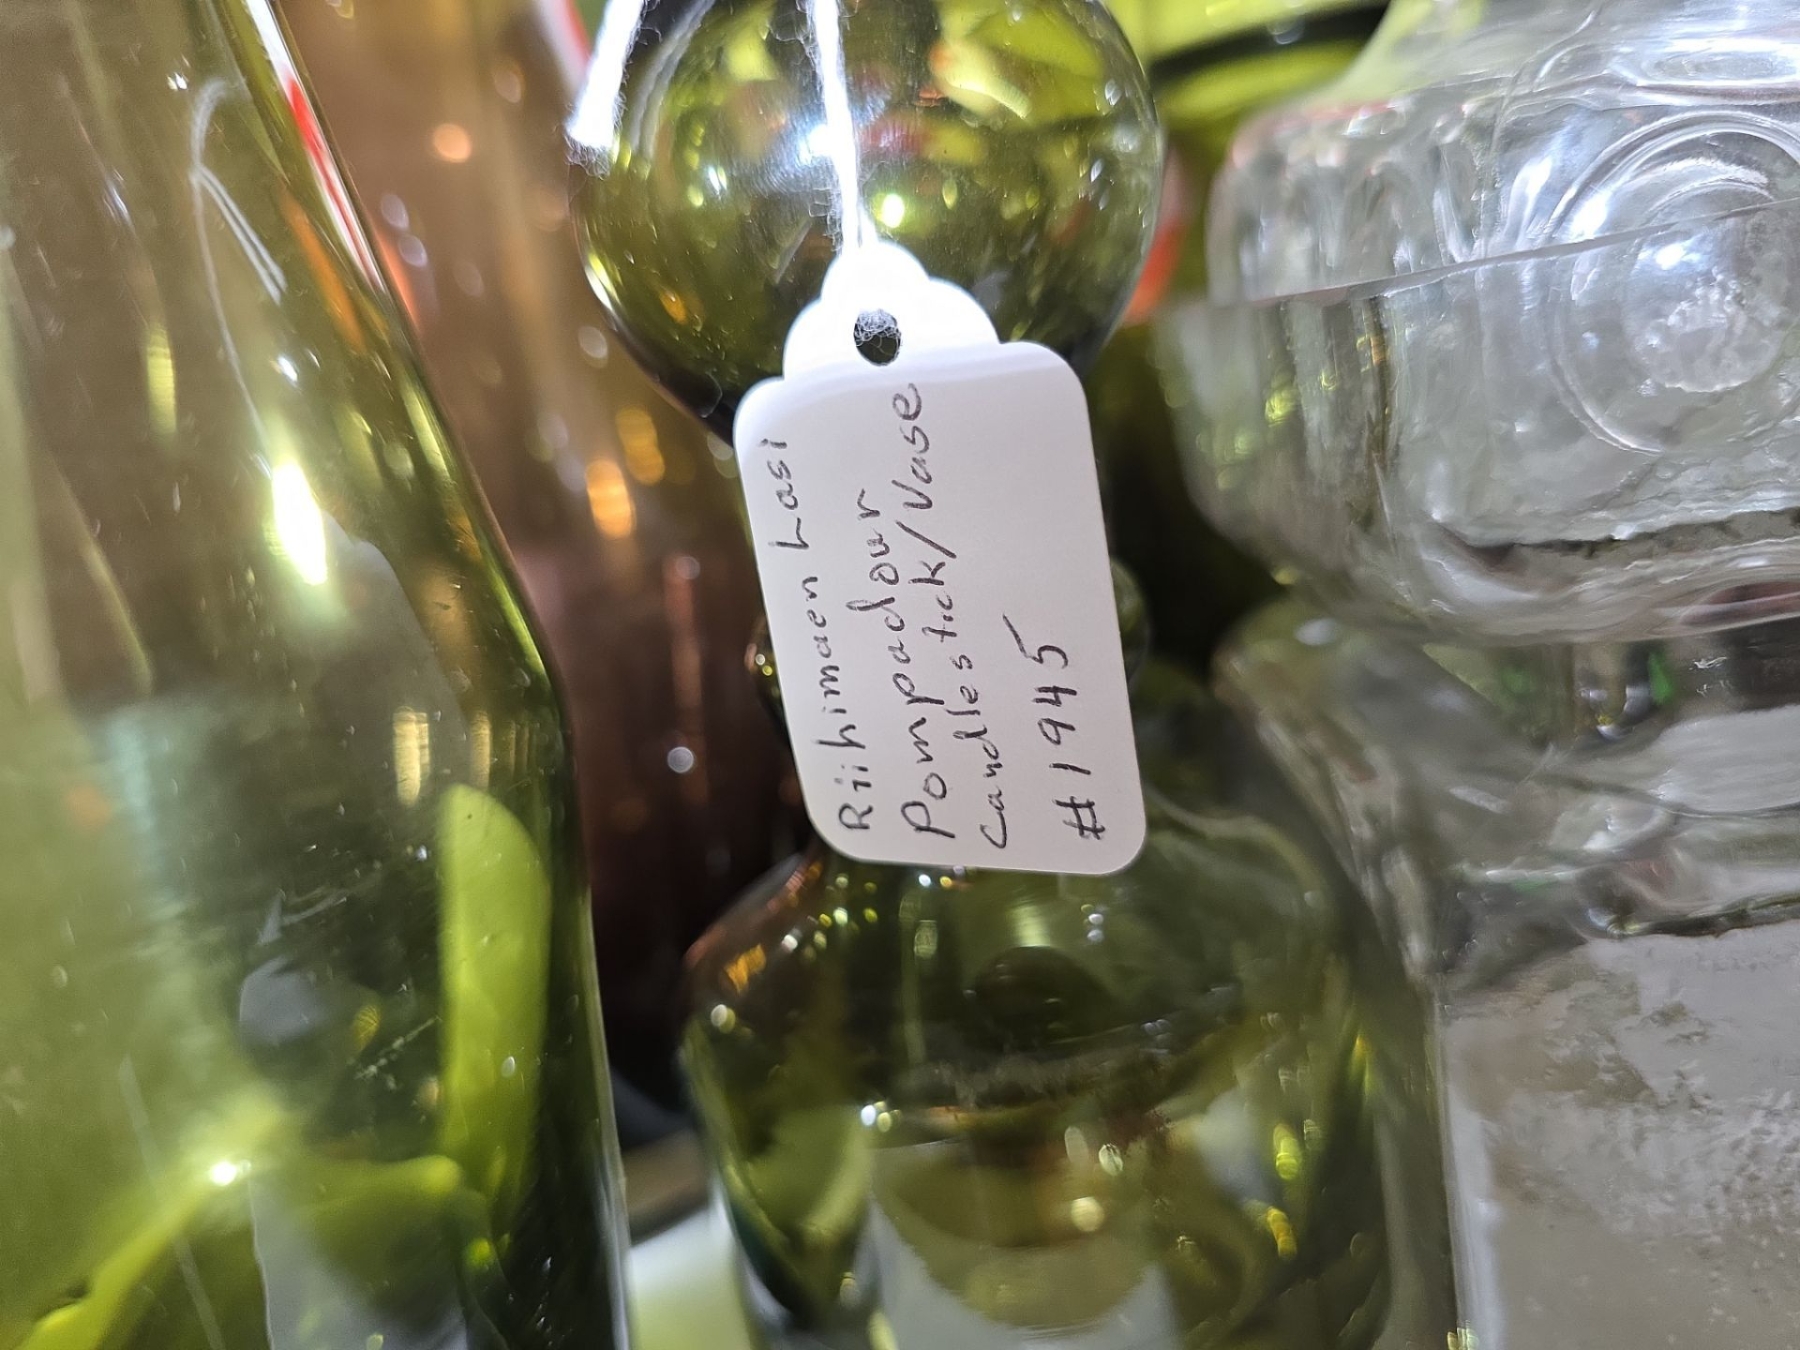 Riihimaen Lasi
Pompadour
Candlestick/Vase
#1945